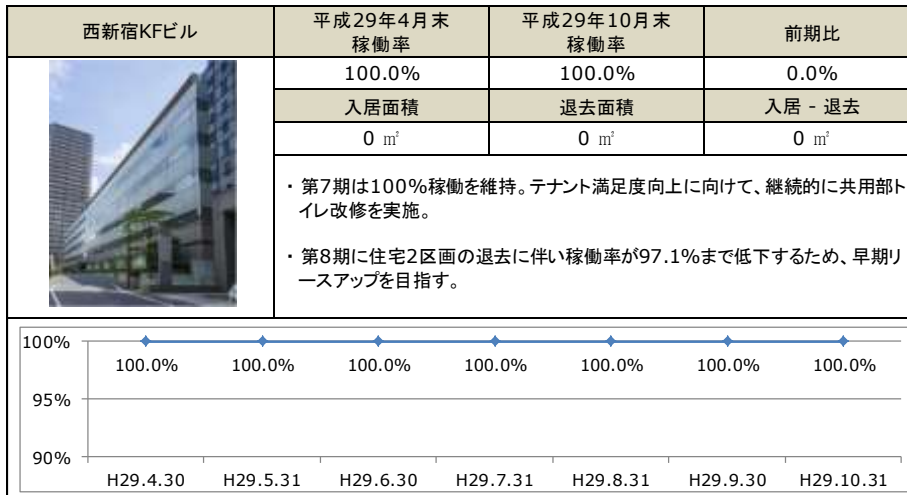 西新宿KFビル
平成29年4月末
稼働率
平成29年10月末
稼働率
前期比
100.0%
100.0%
0.0%
入居面積
退去面積
入居 - 退去
0 ㎡
0 ㎡
0 ㎡
・ 第7期は100%稼働を維持。テナント満足度向上に向けて、継続的に共用部ト
イレ改修を実施。
・ 第8期に住宅2区画の退去に伴い稼働率が97.1%まで低下するため、早期リ
ースアップを目指す。
100%
100.0% 100.0% 100.0% 100.0% 100.0% 100.0% 100.0%
95%
90%
H29.4.30 H29.5.31 H29.6.30 H29.7.31 H29.8.31 H29.9.30 H29.10.31